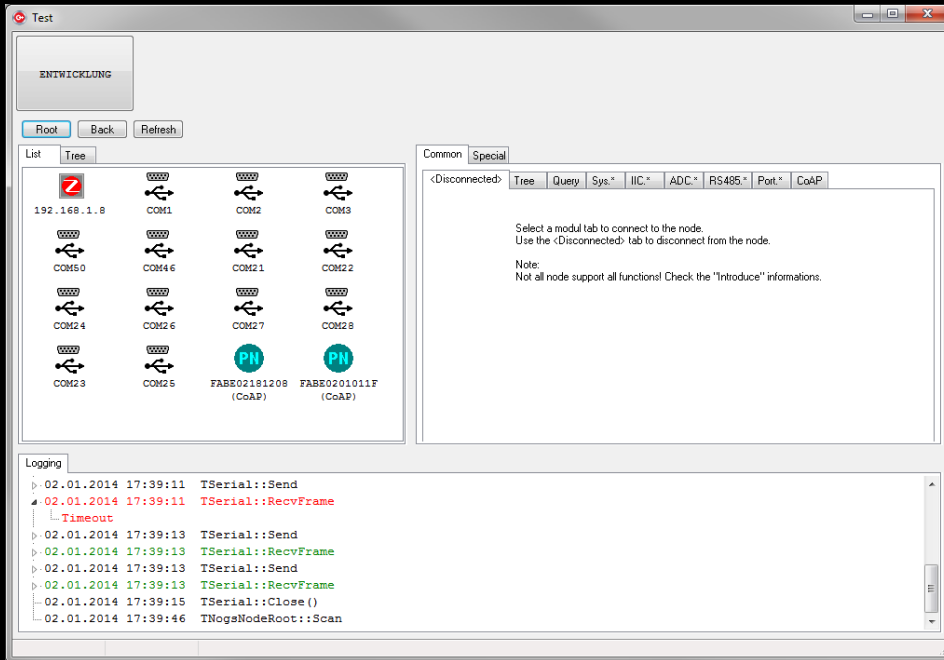 Test
ENTWICKLUNG
Root Back Refresh
List Tree
Z
192.168.1.8 COM1 COM2 COM3
COM50 COM46 COM21 COM22
COM24 COM26 COM27 COM28
PN PN
COM23 COM25 FABE02181208 FABE0201011F
(CoAP) (CoAP)
Common Special
<Disconnected> Tree Query Sys.* IIC.* ADC.* RS485.* Port.* CoAP
Select a modul tab to connect to the node.
Use the <Disconnected> tab to disconnect from the node.
Note:
Not all node support all functions! Check the "Introduce" informations.
Logging
02.01.2014 17:39:11 TSerial::Send
02.01.2014 17:39:11 TSerial::RecvFrame
Timeout
02.01.2014 17:39:13 TSerial::Send
02.01.2014 17:39:13 TSerial::RecvFrame
02.01.2014 17:39:13 TSerial::Send
02.01.2014 17:39:13 TSerial::RecvFrame
02.01.2014 17:39:15 TSerial::Close()
02.01.2014 17:39:46 TNogsNodeRoot::Scan